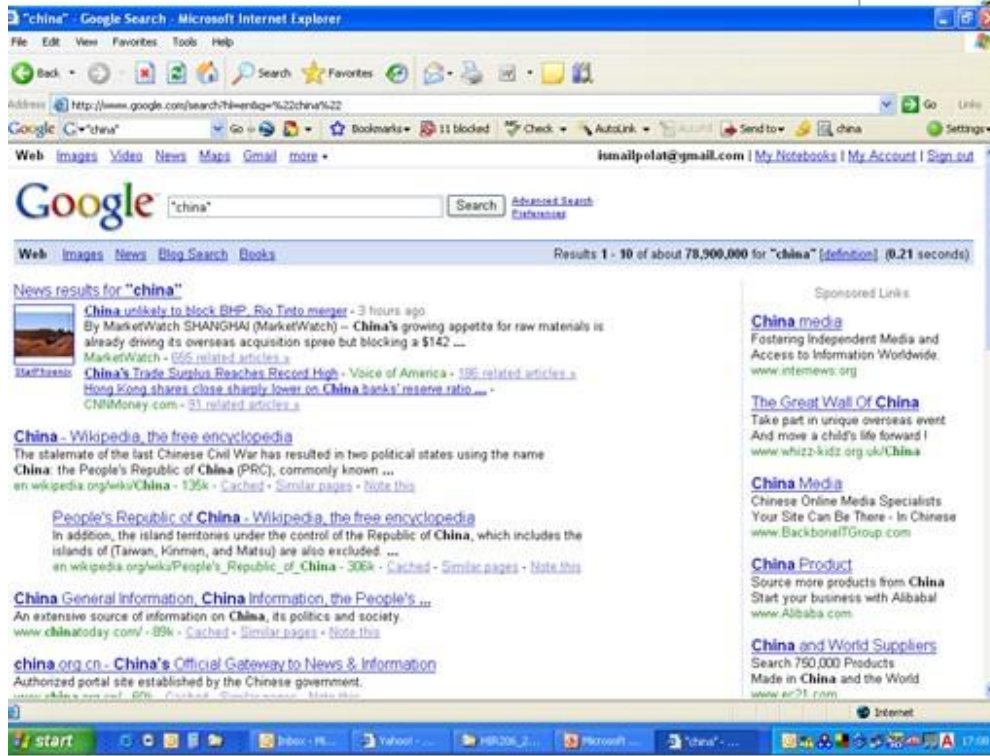 "china" - Google Search - Microsoft Internet Explorer
File Edit View Favorites Tools Help
Back Search Favorites
Address http://www.google.com/search?hl=en&q=%22china%22 Go Links
Google "china" Go Bookmarks 11 blocked Check AutoLink Send to china Settings
Web Images Video News Maps Gmail more ismailpolat@gmail.com | My Notebooks | My Account | Sign out
Google "china" Search Advanced Search
Preferences
Web Images News Blog Search Books Results 1 - 10 of about 78,900,000 for "china" [definition]. (0.21 seconds)
News results for "china"
China unlikely to block BHP, Rio Tinto merger - 3 hours ago
By MarketWatch SHANGHAI (MarketWatch) -- China's growing appetite for raw materials is
already driving its overseas acquisition spree but blocking a $142 ...
MarketWatch - related articles »
China's Trade Surplus Reaches Record High - Voice of America - related articles »
Hong Kong shares close sharply lower on China banks' reserve ratio ... -
CNNMoney.com - related articles »
China - Wikipedia, the free encyclopedia
The stalemate of the last Chinese Civil War has resulted in two political states using the name
China: the People's Republic of China (PRC), commonly known ...
en.wikipedia.org/wiki/China - 135k - Cached - Similar pages - Note this
People's Republic of China - Wikipedia, the free encyclopedia
In addition, the island territories under the control of the Republic of China, which includes the
islands of (Taiwan, Kinmen, and Matsu) are also excluded. ...
en.wikipedia.org/wiki/People's_Republic_of_China - 306k - Cached - Similar pages - Note this
China General Information, China Information, the People's ...
An extensive source of information on China, its politics and society.
www.chinatoday.com/ - 89k - Cached - Similar pages - Note this
china.org.cn - China's Official Gateway to News & Information
Authorized portal site established by the Chinese government.
Sponsored Links
China media
Fostering Independent Media and
Access to Information Worldwide.
www.internews.org
The Great Wall Of China
Take part in unique overseas event
And move a child's life forward !
www.whizz-kidz.org.uk/China
China Media
Chinese Online Media Specialists
Your Site Can Be There - In Chinese
www.BackboneITGroup.com
China Product
Source more products from China
Start your business with Alibaba!
www.Alibaba.com
China and World Suppliers
Search 750,000 Products
Made in China and the World
www.ec21.com
Internet
start Inbox - M... Yahoo! - ... Microsoft ... "china" - ... A 17:00